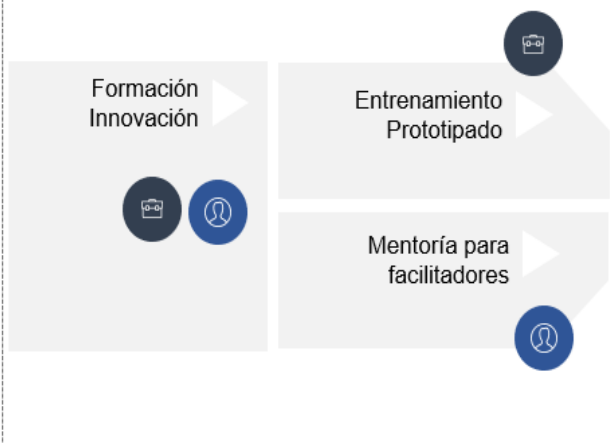 Formación
Innovación
Entrenamiento
Prototipado
Mentoría para
facilitadores